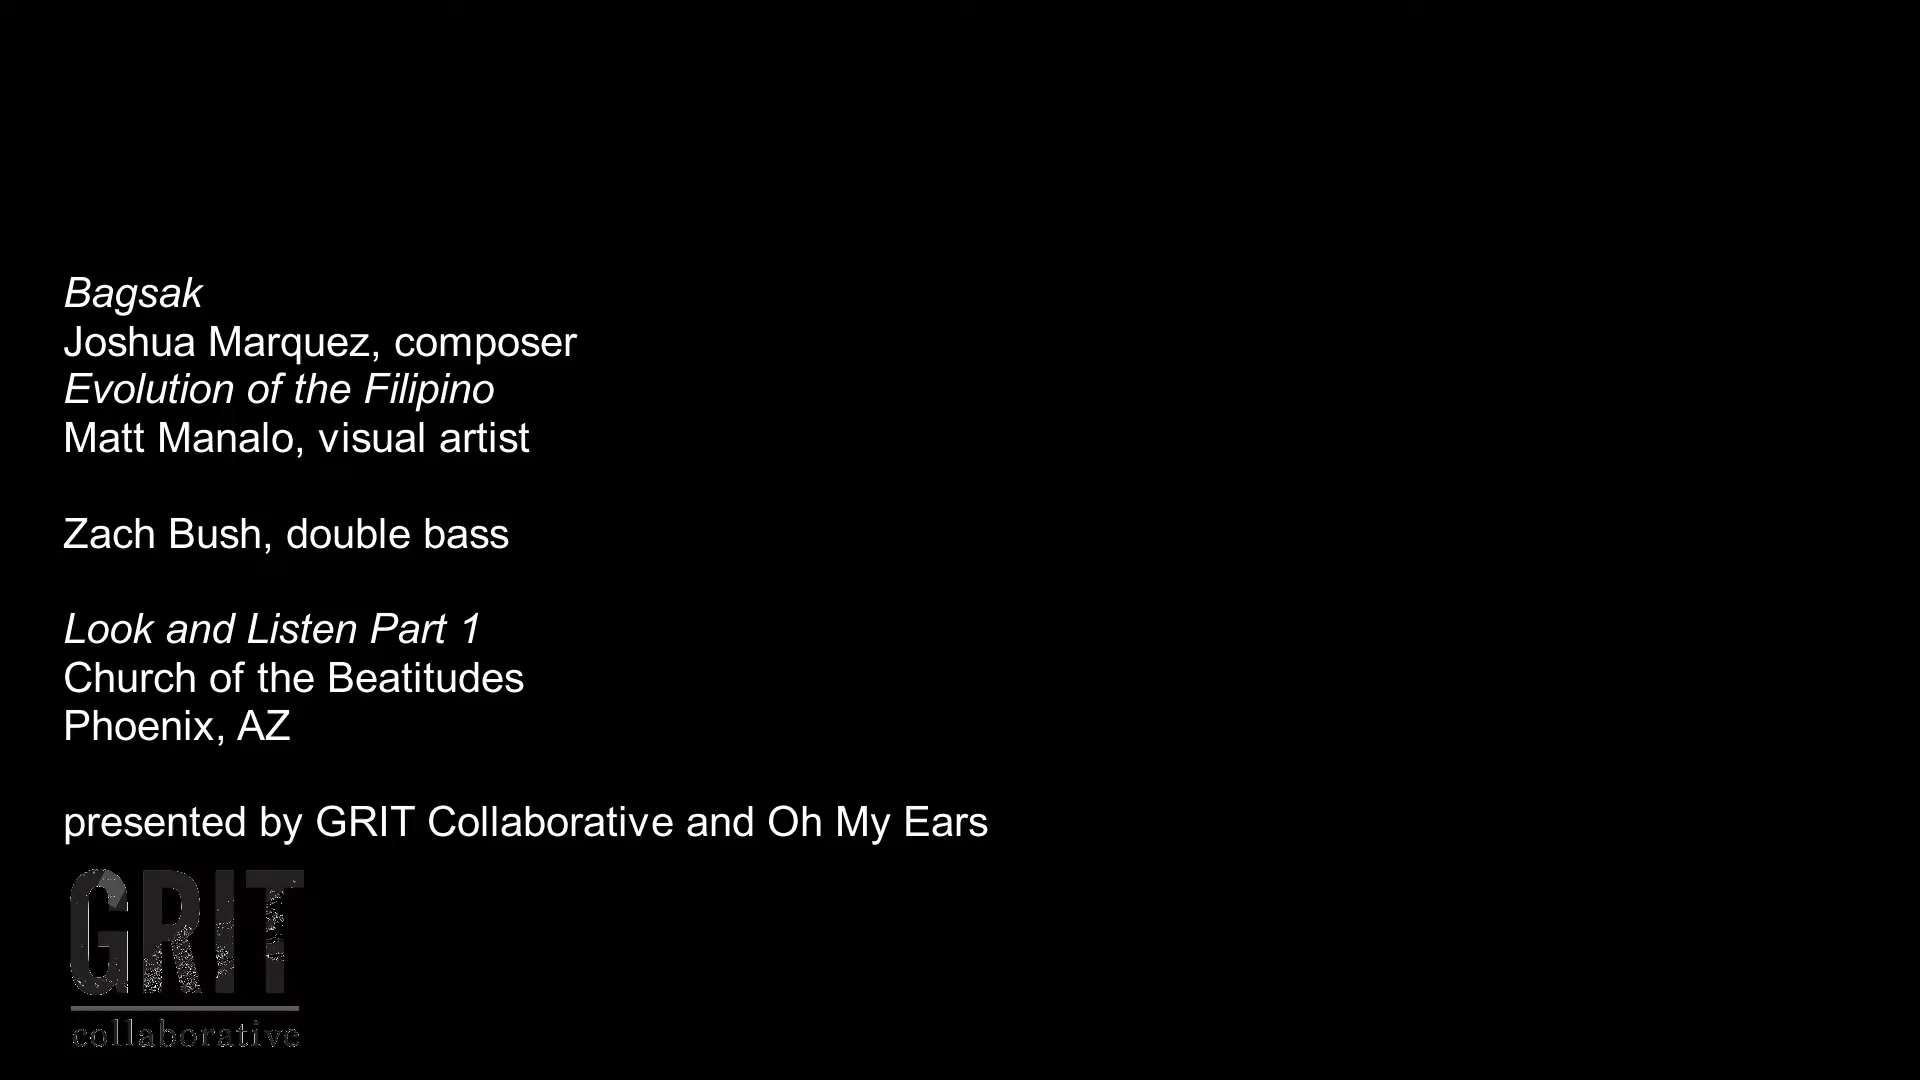 Bagsak
Joshua Marquez, composer
Evolution of the Filipino
Matt Manalo, visual artist
Zach Bush, double bass
Look and Listen Part 1
Church of the Beatitudes
Phoenix, AZ
presented by GRIT Collaborative and Oh My Ears
GRIT
collaborative